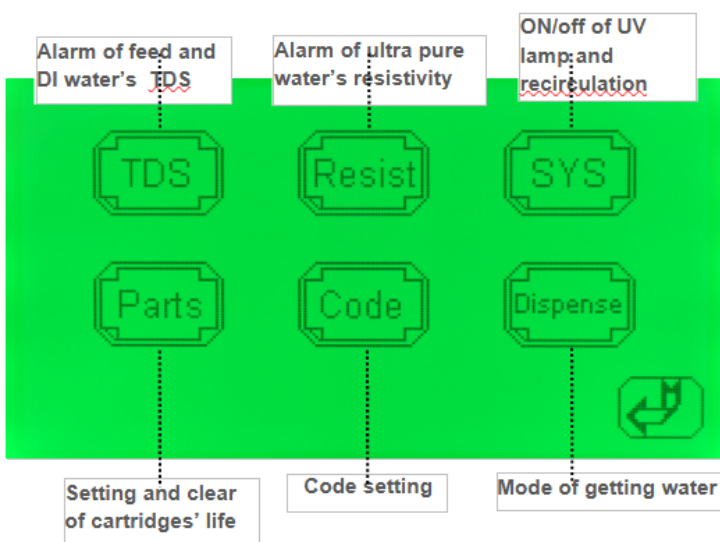 Alarm of feed and
DI water's TDS
Alarm of ultra pure
water's resistivity
ON/off of UV
lamp and
recirculation
TDS
Resist
SYS
Parts
Code
Dispense
Setting and clear
of cartridges' life
Code setting
Mode of getting water